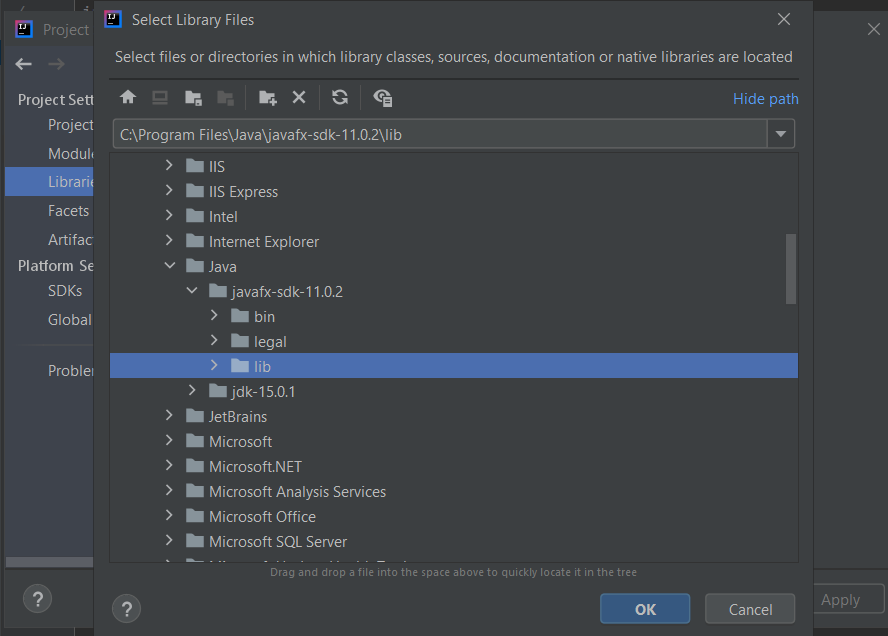 Project
Select Library Files
Select files or directories in which library classes, sources, documentation or native libraries are located
Hide path
C:\Program Files\Java\javafx-sdk-11.0.2\lib
Project Sett
Project
Modul
Librari
Facets
Artifac
Platform Se
SDKs
Global
Probler
IIS
IIS Express
Intel
Internet Explorer
Java
javafx-sdk-11.0.2
bin
legal
lib
jdk-15.0.1
JetBrains
Microsoft
Microsoft.NET
Microsoft Analysis Services
Microsoft Office
Microsoft SQL Server
Drag and drop a file into the space above to quickly locate it in the tree
?
?
OK
Cancel
Apply